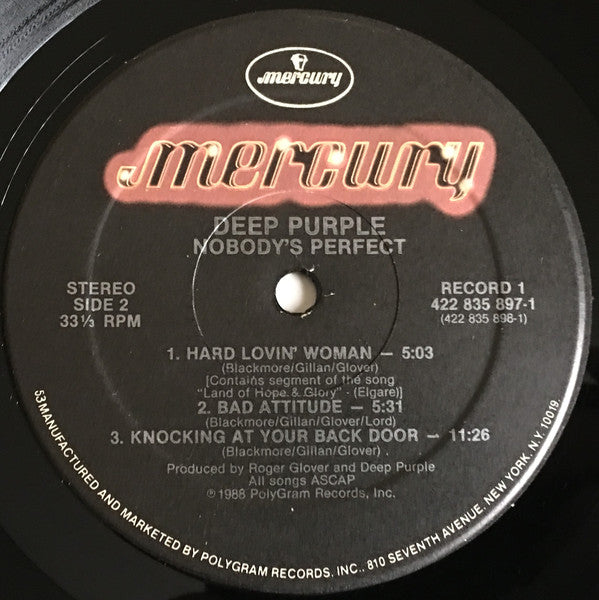 mercury
mercury
DEEP PURPLE
NOBODY'S PERFECT
STEREO
SIDE 2
33⅓ RPM
RECORD 1
422 835 897-1
(422 835 898-1)
1. HARD LOVIN' WOMAN – 5:03
(Blackmore/Gillan/Glover)
[Contains segment of the song
"Land of Hope & Glory" - (Elgare)]
2. BAD ATTITUDE – 5:31
(Blackmore/Gillan/Glover/Lord)
3. KNOCKING AT YOUR BACK DOOR – 11:26
(Blackmore/Gillan/Glover) .
Produced by Roger Glover and Deep Purple
All songs ASCAP
℗1988 PolyGram Records, Inc.
53 MANUFACTURED AND MARKETED BY POLYGRAM RECORDS, INC., 810 SEVENTH AVENUE, NEW YORK, N.Y. 10019.